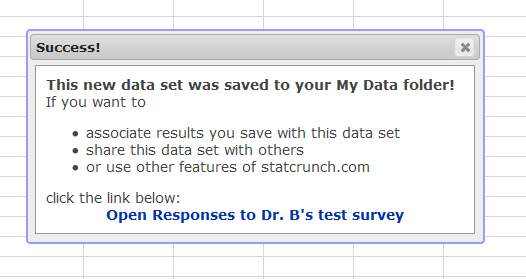 Success!
This new data set was saved to your My Data folder!
If you want to
• associate results you save with this data set
• share this data set with others
• or use other features of statcrunch.com
click the link below:
Open Responses to Dr. B's test survey